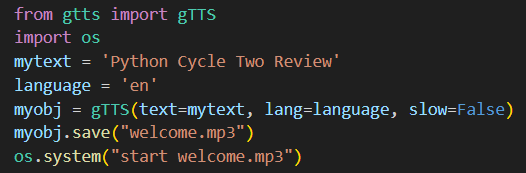 from gtts import gTTS
import os
mytext = 'Python Cycle Two Review'
language = 'en'
myobj = gTTS(text=mytext, lang=language, slow=False)
myobj.save("welcome.mp3")
os.system("start welcome.mp3")